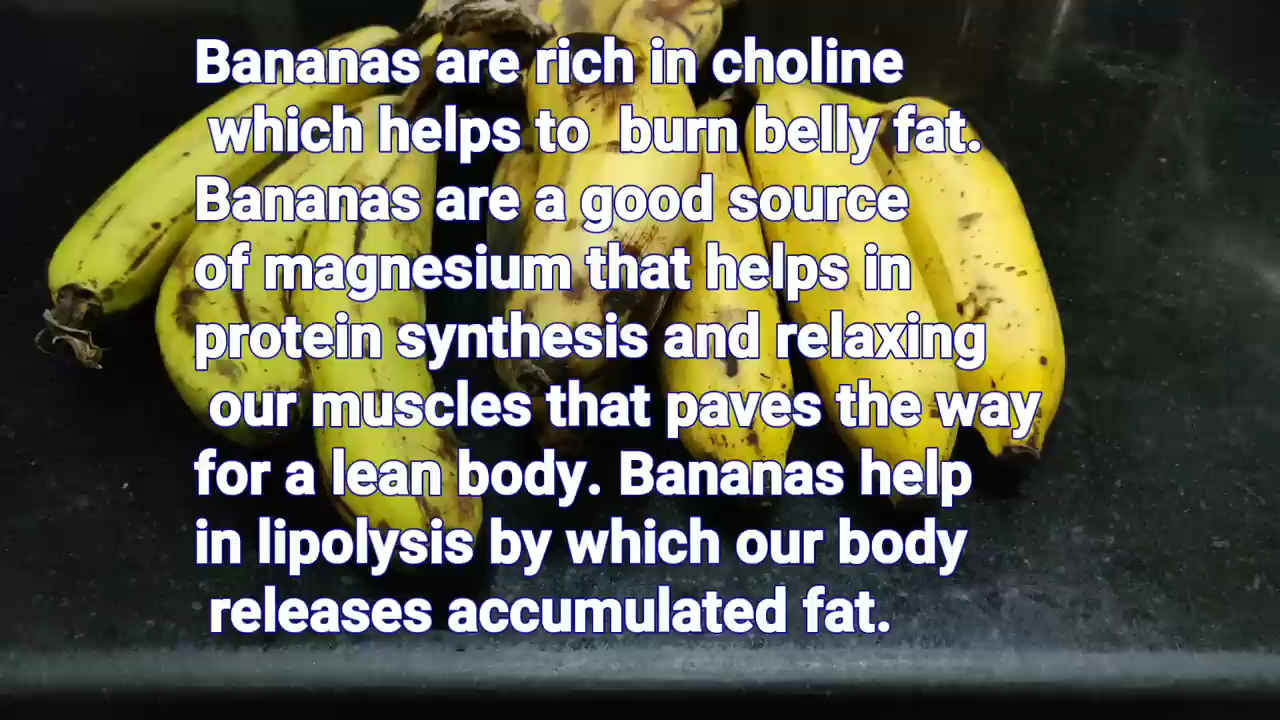 Bananas are rich in choline
which helps to burn belly fat.
Bananas are a good source
of magnesium that helps in
protein synthesis and relaxing
our muscles that paves the way
for a lean body. Bananas help
in lipolysis by which our body
releases accumulated fat.